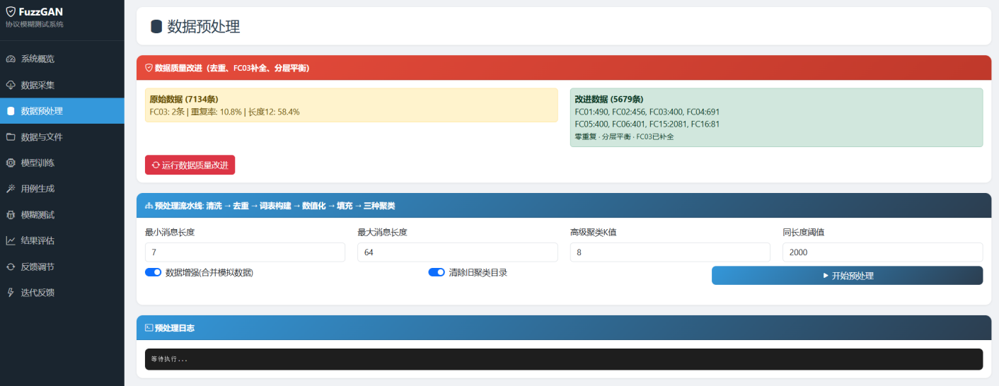 FuzzGAN
协议模糊测试系统
系统概览
数据采集
数据预处理
数据与文件
模型训练
用例生成
模糊测试
结果评估
反馈调节
迭代反馈
数据预处理
数据质量改进（去重、FC03补全、分层平衡)
原始数据 (7134条)
FC03: 2条 | 重复率: 10.8% | 长度12: 58.4%
改进数据 (5679条)
FC01:490, FC02:456, FC03:400, FC04:691
FC05:400, FC06:401, FC15:2081, FC16:81
零重复 · 分层平衡 · FC03已补全
运行数据质量改进
预处理流水线: 清洗 → 去重 → 词表构建 → 数值化 → 填充 → 三种聚类
最小消息长度
最大消息长度
高级聚类K值
同长度阈值
7
64
8
2000
数据增强(合并模拟数据)
清除旧聚类目录
开始预处理
预处理日志
等待执行...